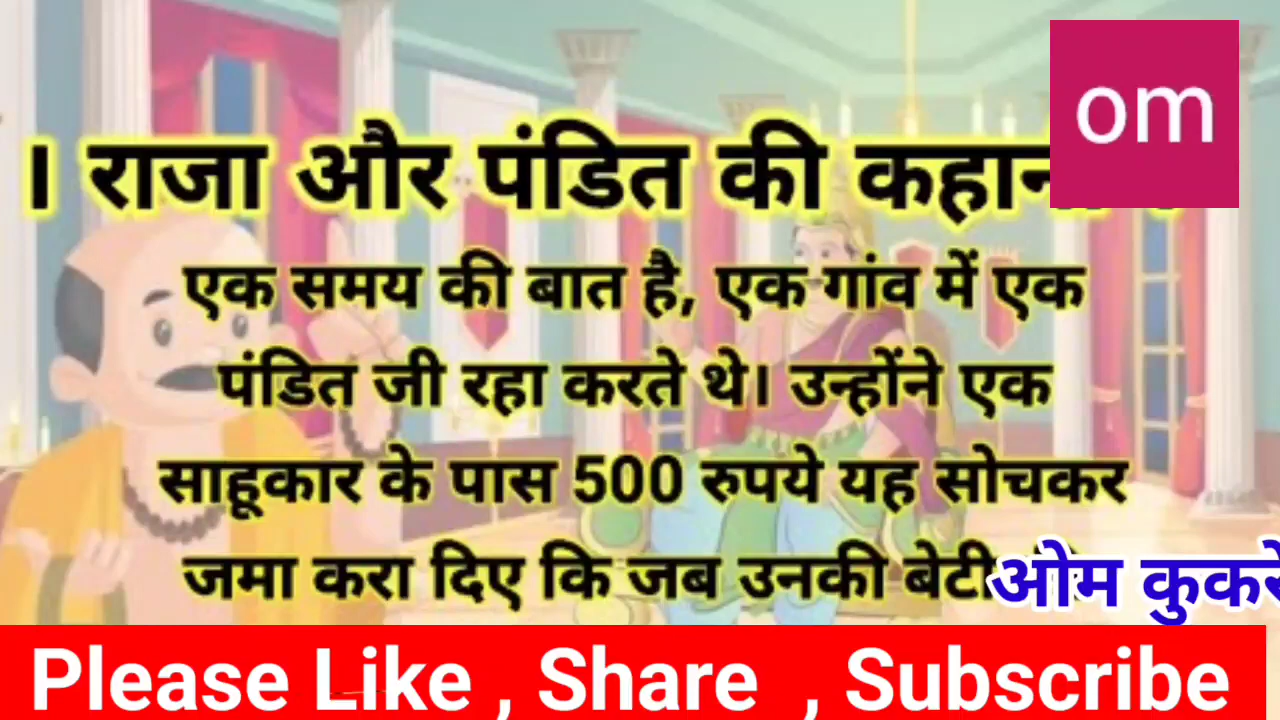 । राजा और पंडित की
om
एक समय की बात है, एक गांव में एक
पंडित जी रहा करते थे। उन्होंने एक
साहूकार के पास 500 रुपये यह सोचकर
जमा करा दिए कि जब उनकी बेटी
ओम
Please Like , Share , Subscribe